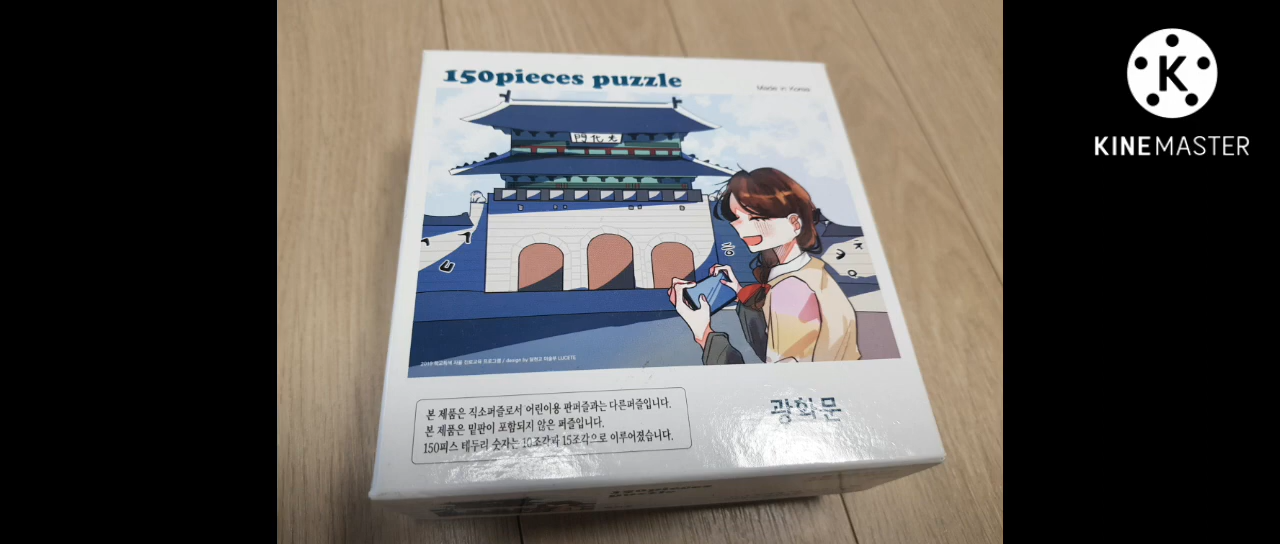 150pieces puzzle
Made in Korea
門化光
ㄱ
ㄱ
ㄴ
증
ㅊ
ㅇ
design by
LUCETE
본 제품은 직소퍼즐로서 어린이용 판퍼즐과는 다른퍼즐입니다.
본 제품은 밑판이 포함되지 않은 퍼즐입니다.
150피스 테두리 숫자는 10조각과 15조각으로 이루어졌습니다.
광화문
K
KINEMASTER